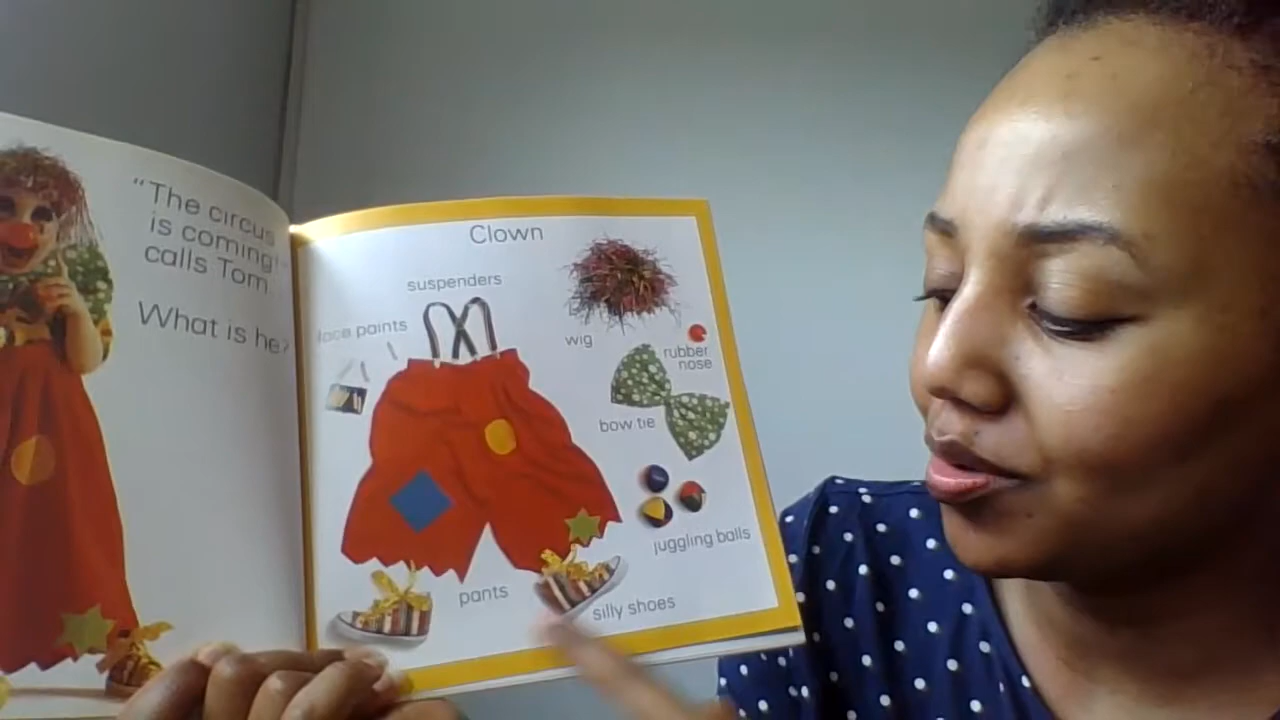 “The circus
is coming!”
calls Tom.
What is he?
Clown
suspenders
face paints
wig
rubber
nose
bow tie
juggling balls
pants
silly shoes